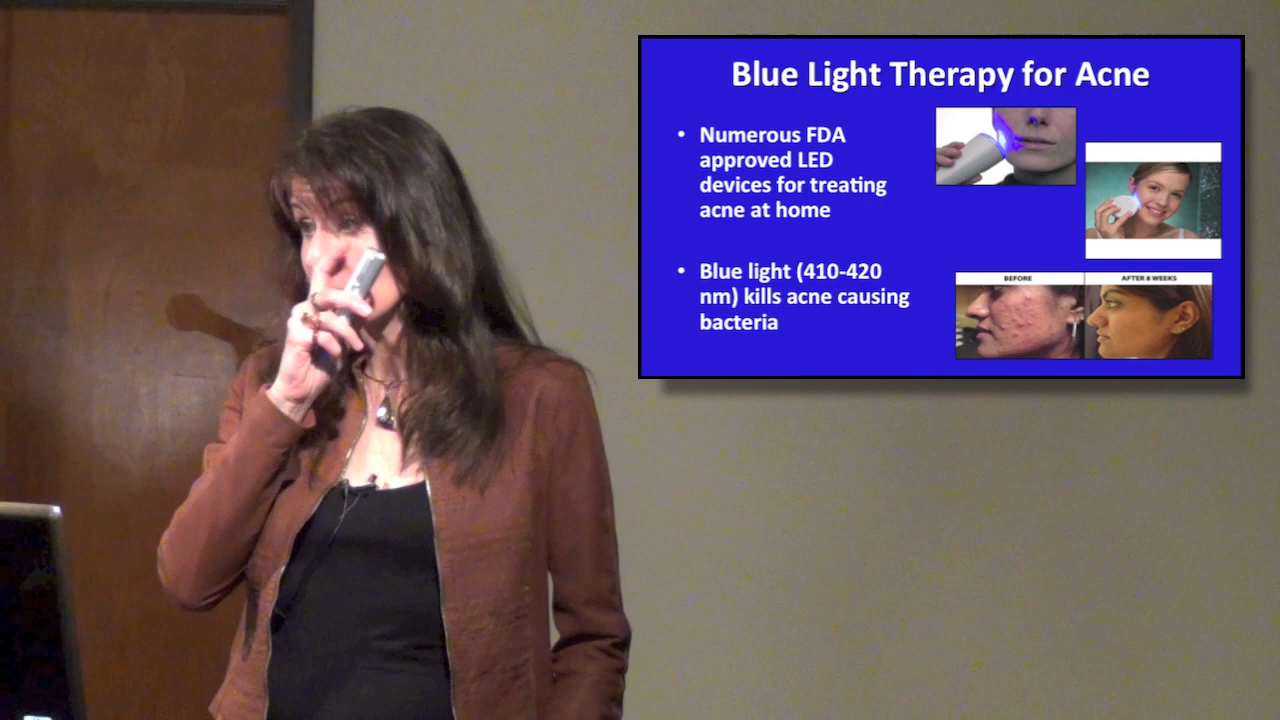 Blue Light Therapy for Acne
• Numerous FDA
approved LED
devices for treating
acne at home
• Blue light (410-420
nm) kills acne causing
bacteria
BEFORE
AFTER 8 WEEKS